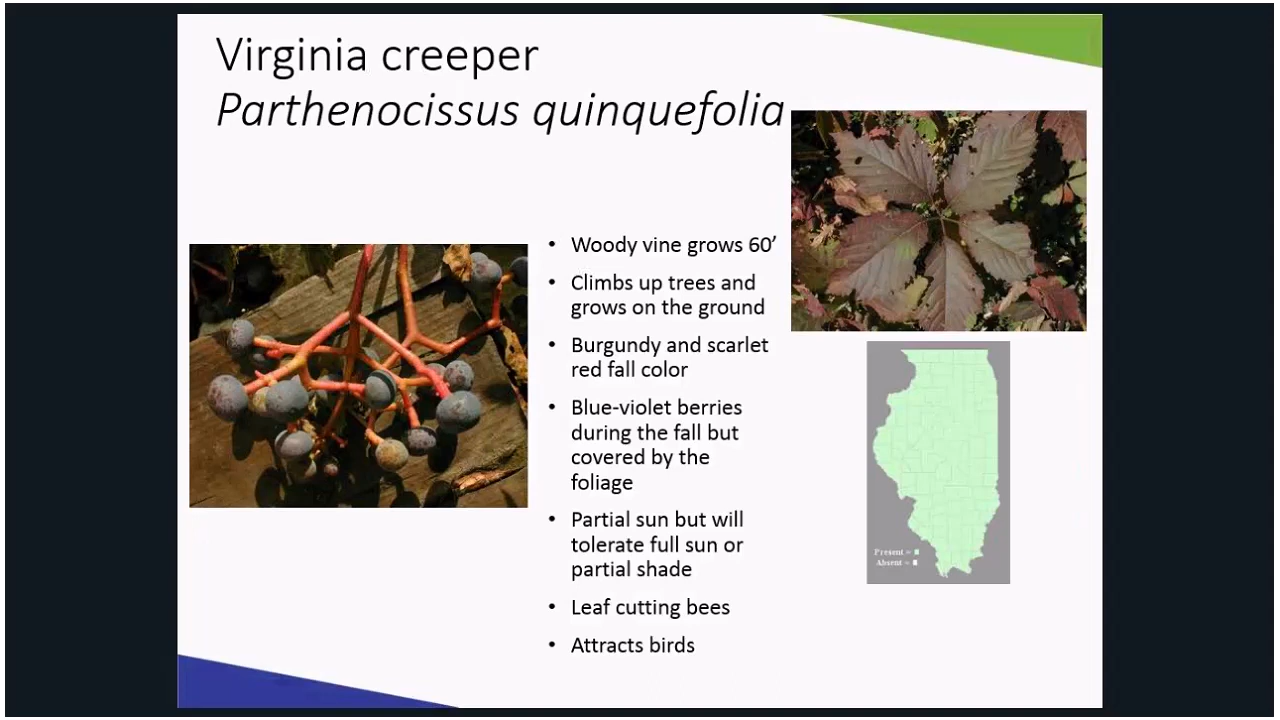 Virginia creeper
Parthenocissus quinquefolia
• Woody vine grows 60’
• Climbs up trees and
grows on the ground
• Burgundy and scarlet
red fall color
• Blue-violet berries
during the fall but
covered by the
foliage
• Partial sun but will
tolerate full sun or
partial shade
• Leaf cutting bees
• Attracts birds
Present =
Absent =